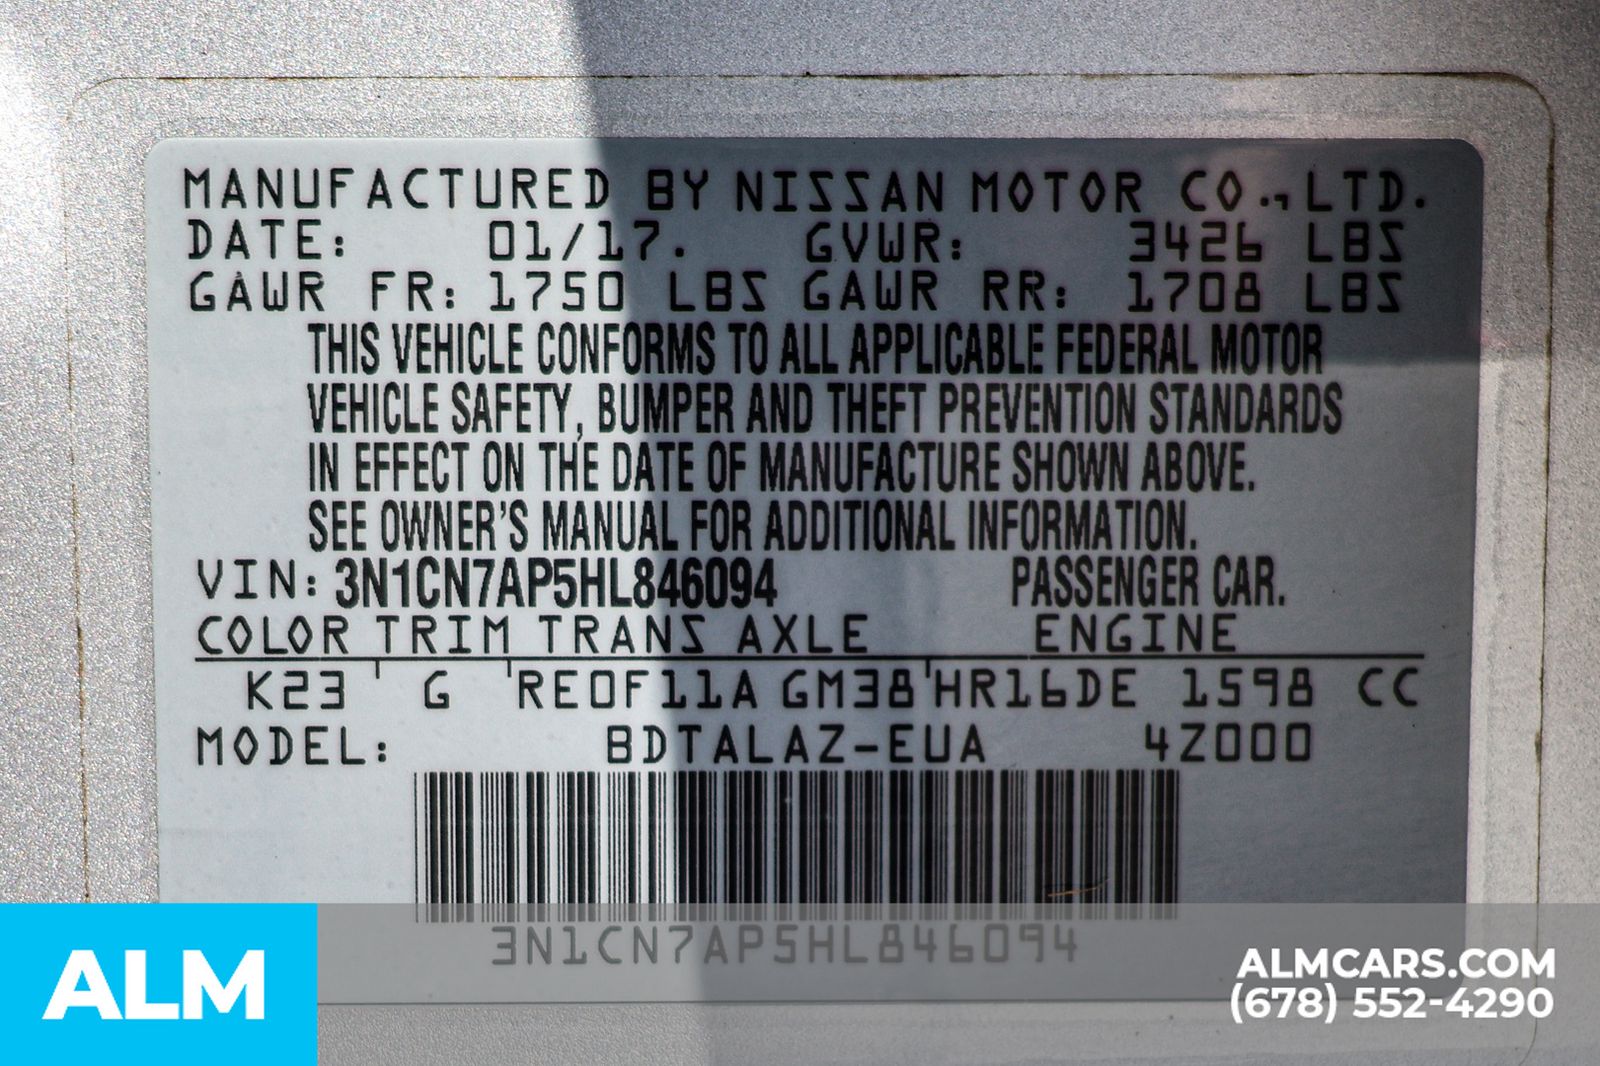 MANUFACTURED BY NISSAN MOTOR CO., LTD.
DATE: 01/17. GVWR: 3426 LBS
GAWR FR: 1750 LBS GAWR RR: 1708 LBS
THIS VEHICLE CONFORMS TO ALL APPLICABLE FEDERAL MOTOR
VEHICLE SAFETY, BUMPER AND THEFT PREVENTION STANDARDS
IN EFFECT ON THE DATE OF MANUFACTURE SHOWN ABOVE.
SEE OWNER'S MANUAL FOR ADDITIONAL INFORMATION.
VIN: 3N1CN7AP5HL846094 PASSENGER CAR.
COLOR TRIM TRANS AXLE ENGINE
K23 G RE0F11A GM38 HR16DE 1598 CC
MODEL: BDTALAZ-EUA 4Z000
3N1CN7AP5HL846094
ALM
ALMCARS.COM
(678) 552-4290